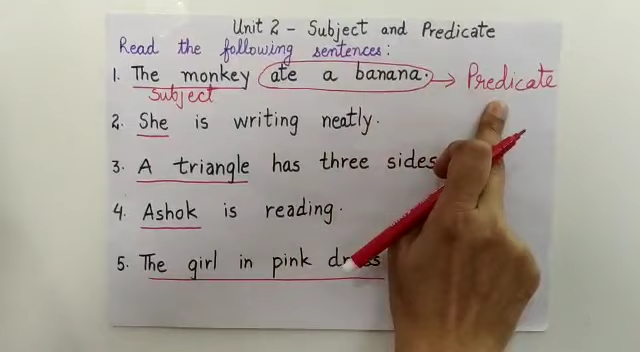 Unit 2 - Subject and Predicate
Read the following sentences:
1. The monkey ate a banana. → Predicate
Subject
2. She is writing neatly.
3. A triangle has three sides
4. Ashok is reading.
5. The girl in pink dress